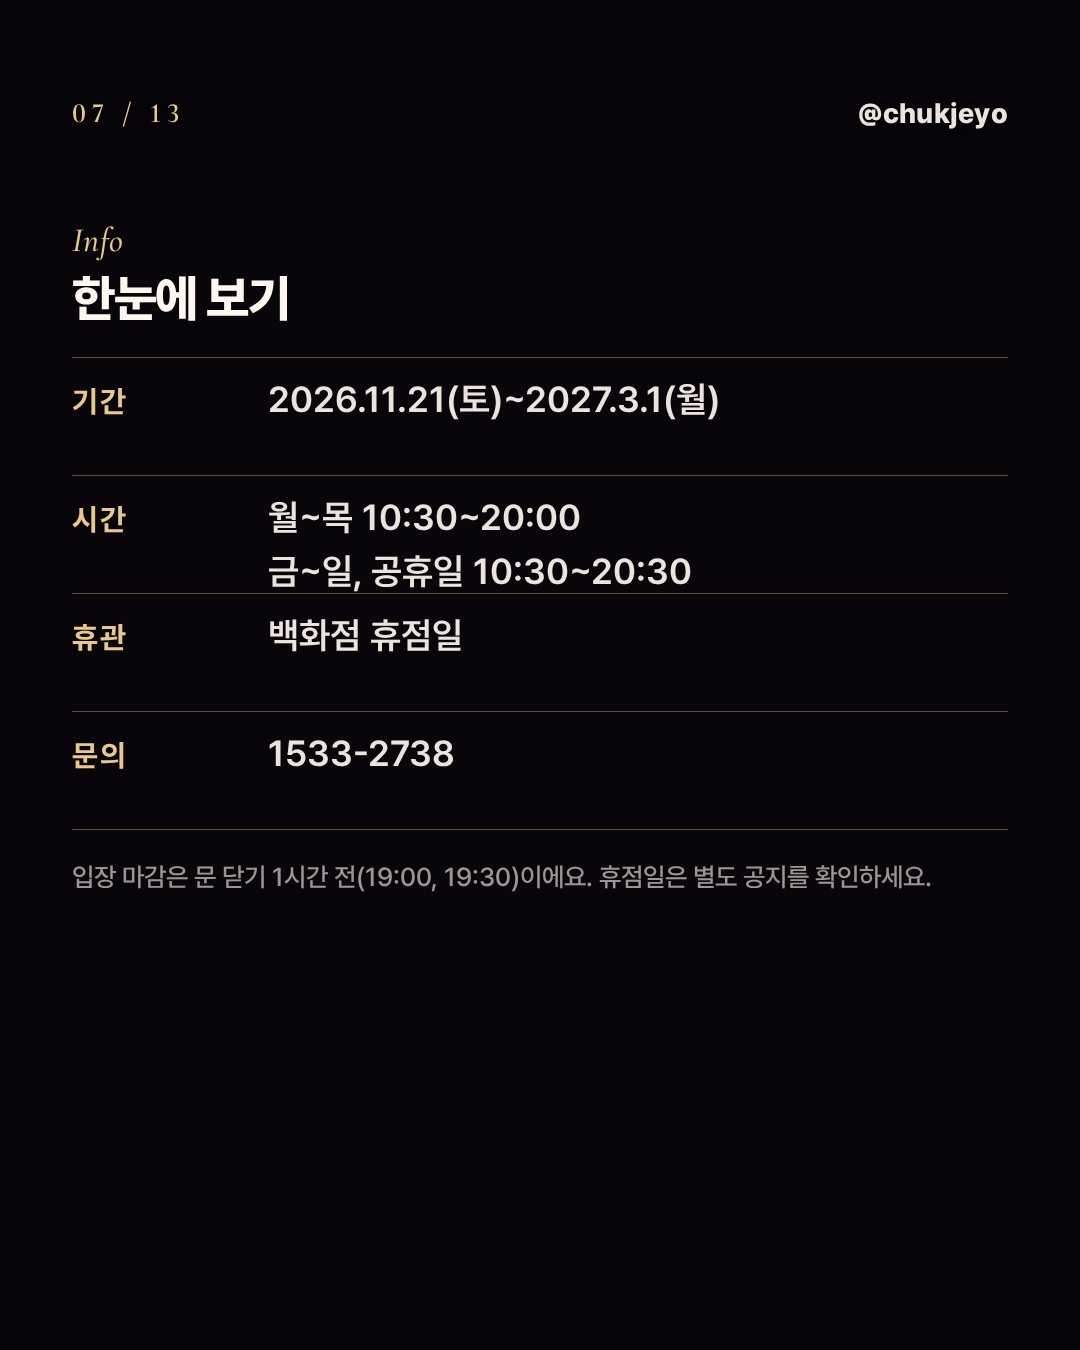 07 / 13
@chukjeyo
Info
한눈에 보기
기간
2026.11.21(토)~2027.3.1(월)
시간
월~목 10:30~20:00
금~일, 공휴일 10:30~20:30
휴관
백화점 휴점일
문의
1533-2738
입장 마감은 문 닫기 1시간 전(19:00, 19:30)이에요. 휴점일은 별도 공지를 확인하세요.